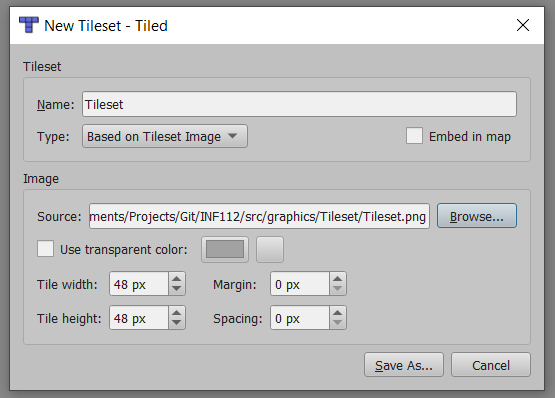 New Tileset - Tiled
Tileset
Name: Tileset
Type: Based on Tileset Image Embed in map
Image
Source: ments/Projects/Git/INF112/src/graphics/Tileset/Tileset.png Browse...
Use transparent color:
Tile width: 48 px Margin: 0 px
Tile height: 48 px Spacing: 0 px
Save As... Cancel